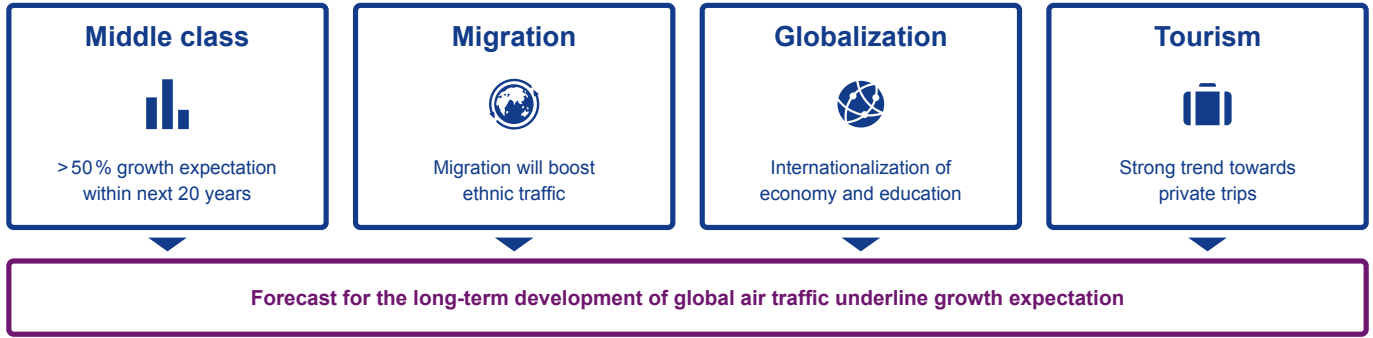 Middle class
> 50 % growth expectation
within next 20 years
Migration
Migration will boost
ethnic traffic
Globalization
Internationalization of
economy and education
Tourism
Strong trend towards
private trips
Forecast for the long-term development of global air traffic underline growth expectation